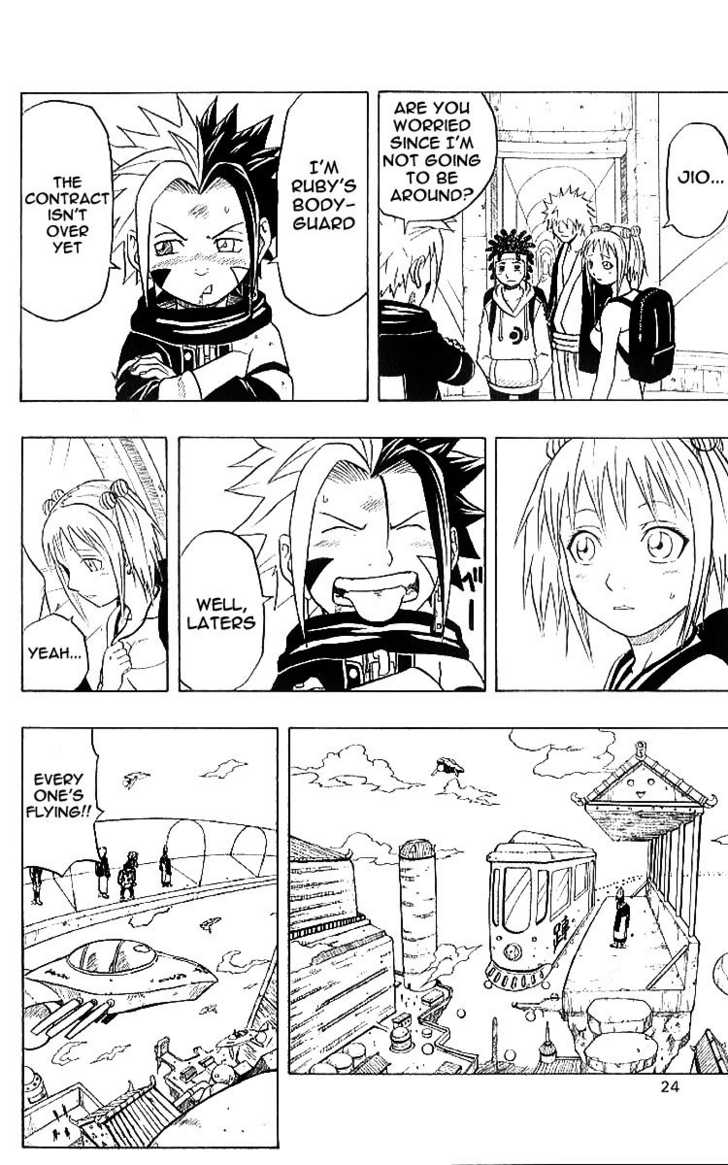 JIO...
ARE YOU
WORRIED
SINCE I'M
NOT GOING
TO BE
AROUND?
I'M
RUBY'S
BODY-
GUARD
THE
CONTRACT
ISN'T
OVER
YET
WELL,
LATERS
YEAH...
EVERY
ONE'S
FLYING!!
24